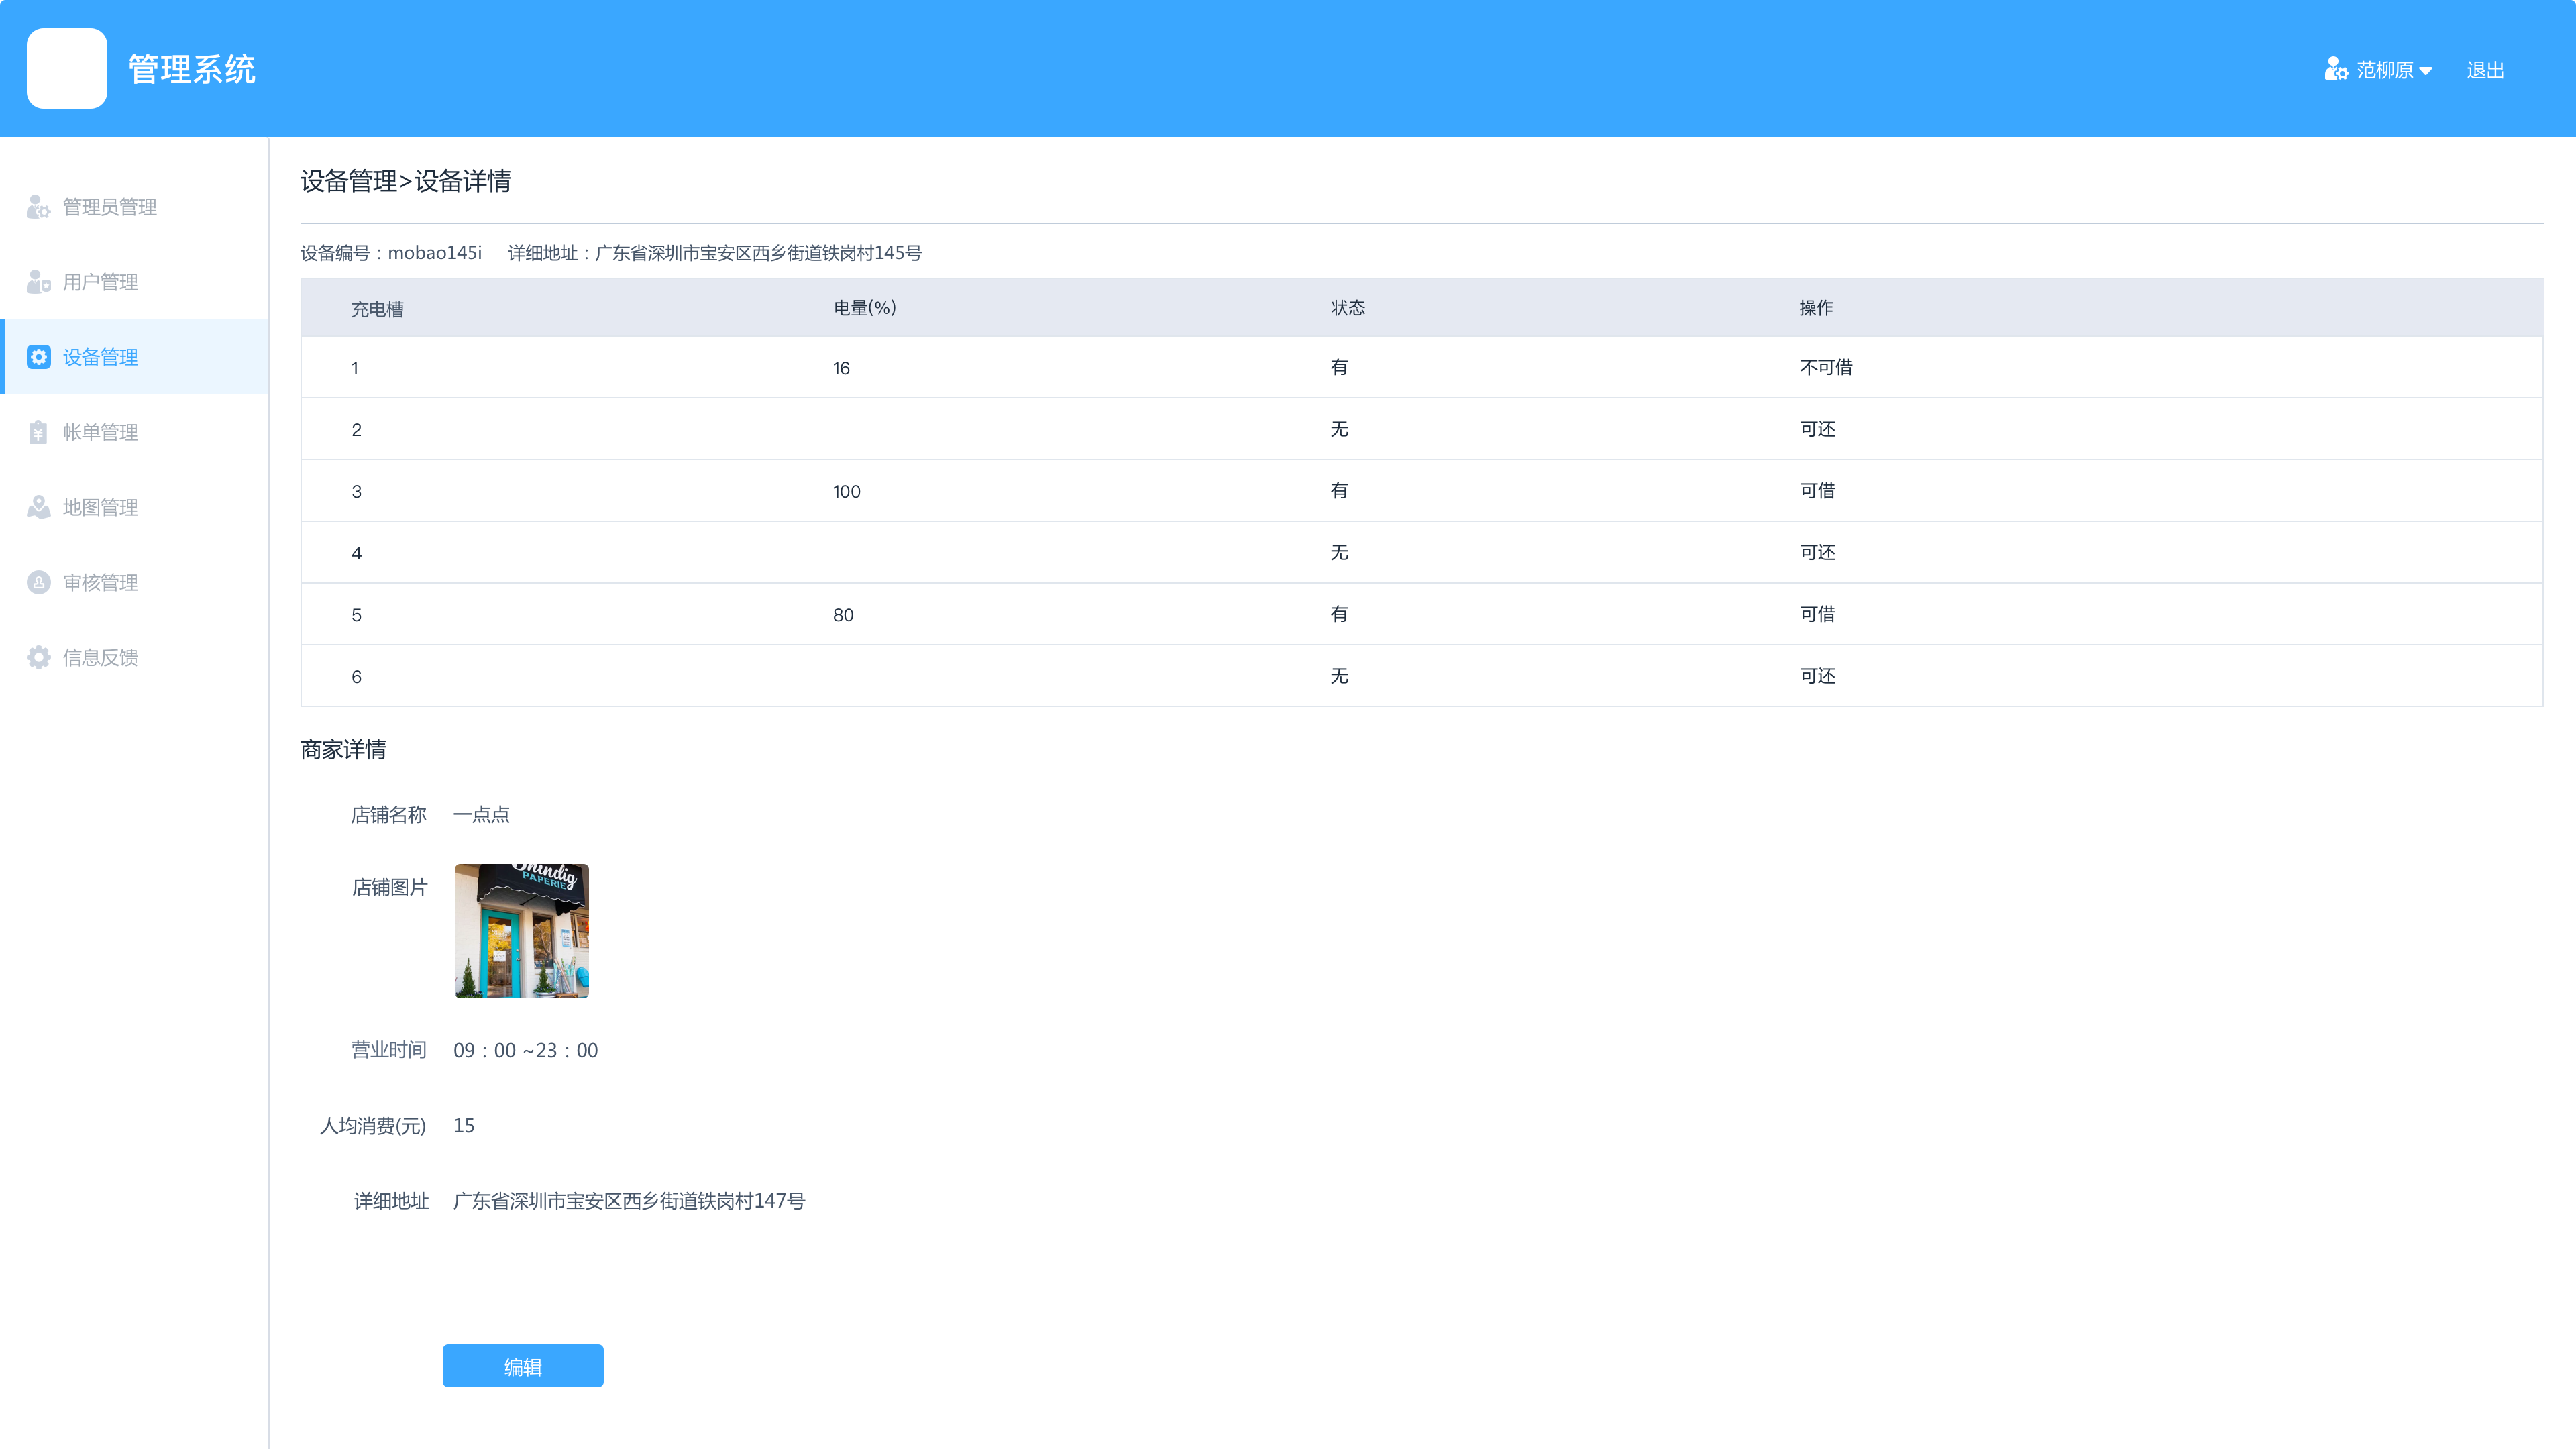 管理系统
范柳原
退出
管理员管理
用户管理
设备管理
帐单管理
地图管理
审核管理
信息反馈
设备管理>设备详情
设备编号：mobao145i 详细地址：广东省深圳市宝安区西乡街道铁岗村145号
充电槽 电量(%) 状态 操作
1 16 有 不可借
2 无 可还
3 100 有 可借
4 无 可还
5 80 有 可借
6 无 可还
商家详情
店铺名称 一点点
店铺图片
PAPERIE
营业时间 09：00 ~23：00
人均消费(元) 15
详细地址 广东省深圳市宝安区西乡街道铁岗村147号
编辑